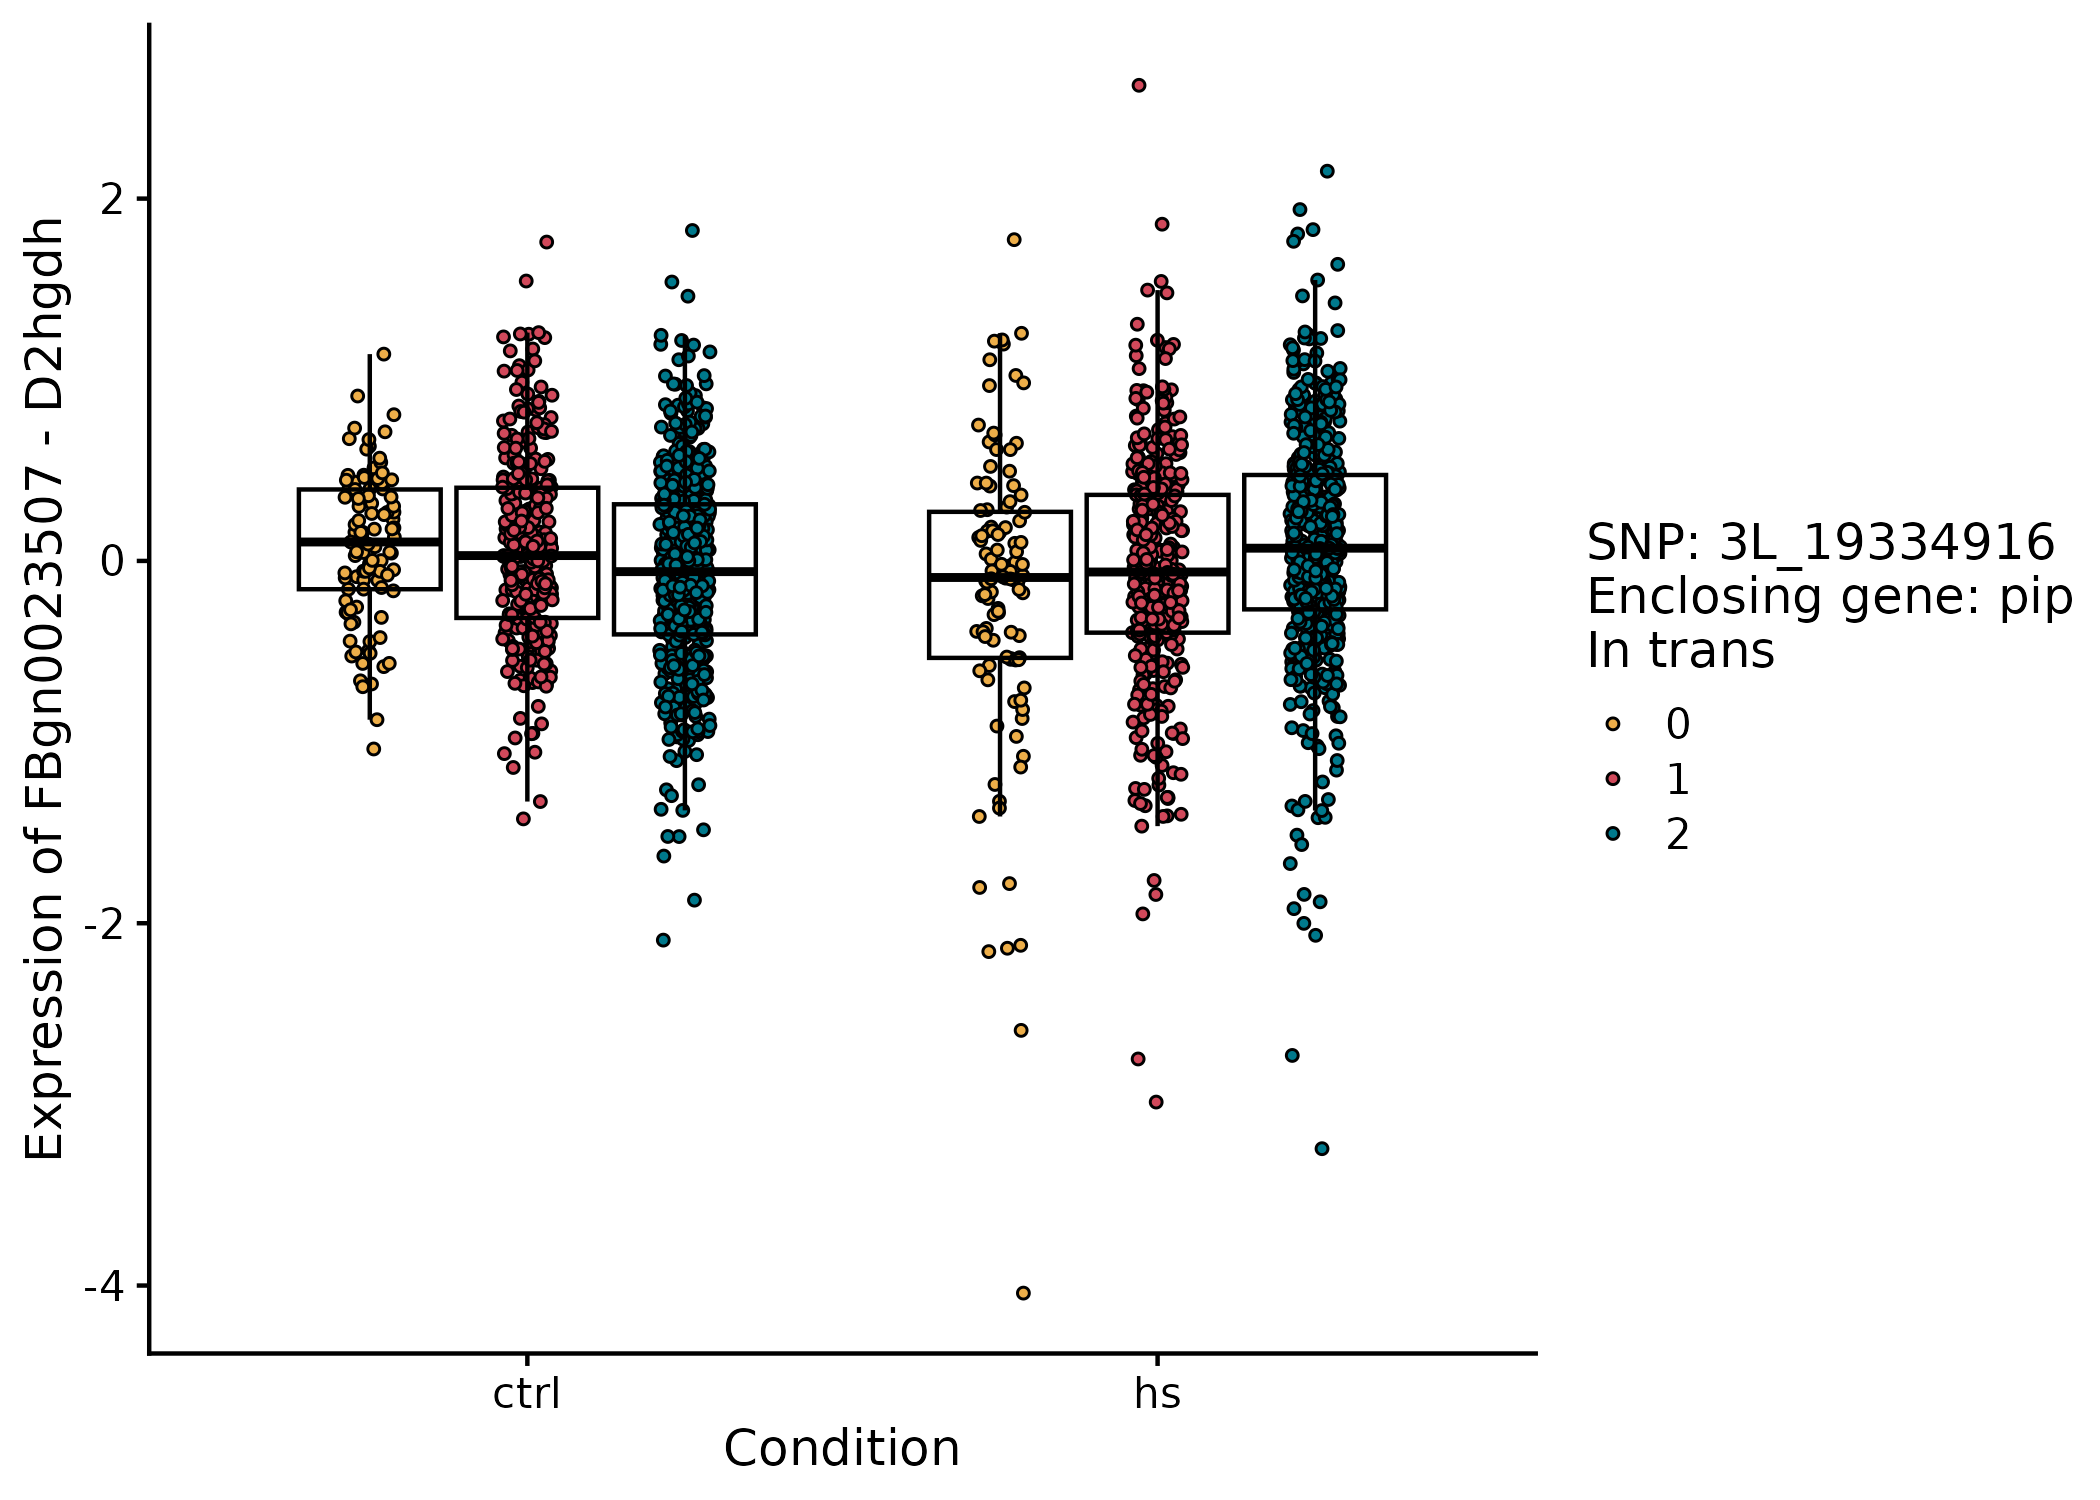 Expression of FBgn0023507 - D2hgdh
2
0
-2
-4
ctrl
hs
Condition
SNP: 3L_19334916
Enclosing gene: pip
In trans
0
1
2